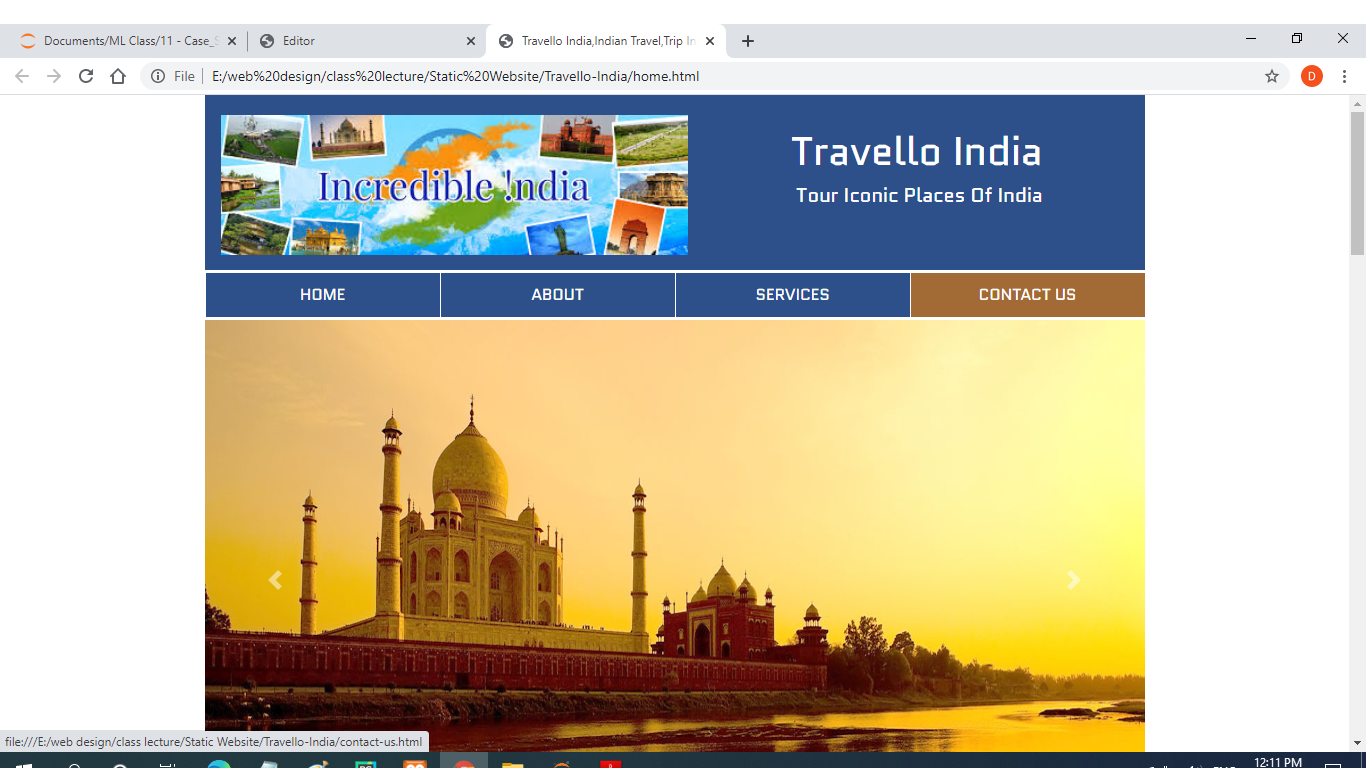 Documents/ML Class/11 - Case_S
Editor
Travello India,Indian Travel,Trip In
File
E:/web%20design/class%20lecture/Static%20Website/Travello-India/home.html
D
Incredible !ndia
Travello India
Tour Iconic Places Of India
HOME
ABOUT
SERVICES
CONTACT US
file:///E:/web design/class lecture/Static Website/Travello-India/contact-us.html
12:11 PM